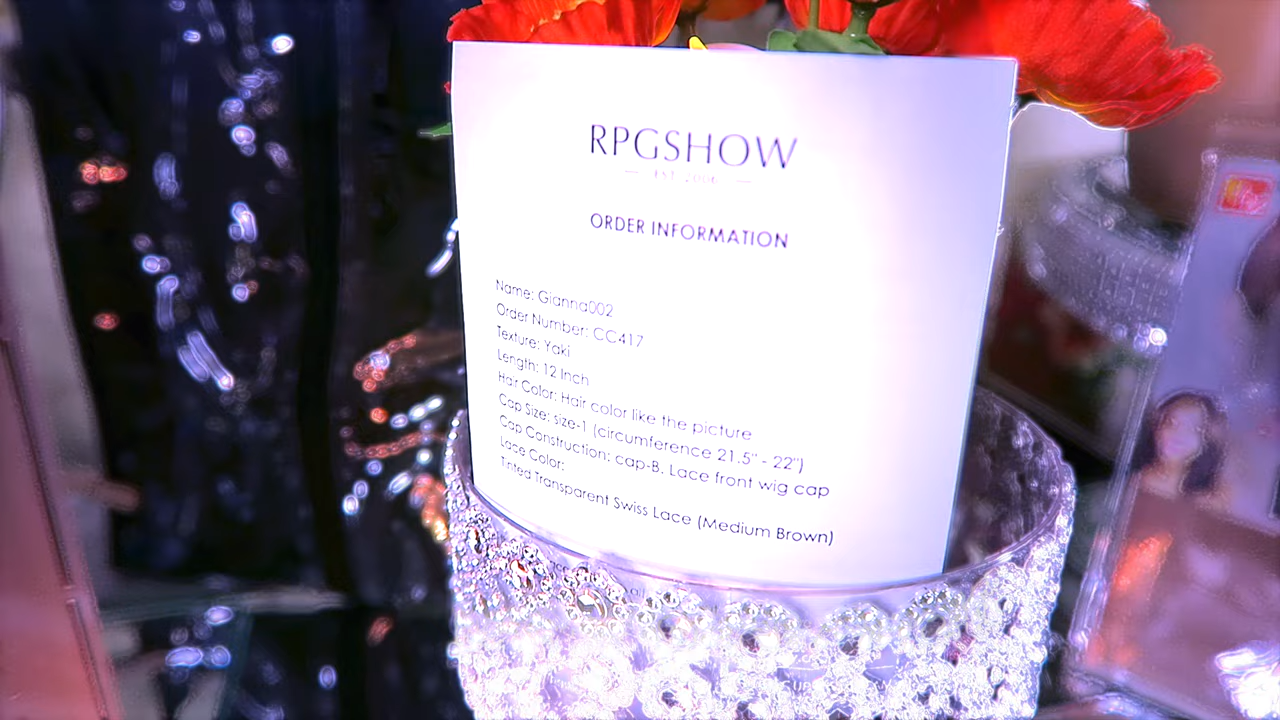 RPGSHOW
EST 2006
ORDER INFORMATION
Name: Gianna002
Order Number: CC417
Texture: Yaki
Length: 12 Inch
Hair Color: Hair color like the picture
Cap Size: size-1 (circumference 21.5" - 22")
Cap Construction: cap-B. Lace front wig cap
Lace Color:
Tinted Transparent Swiss Lace (Medium Brown)